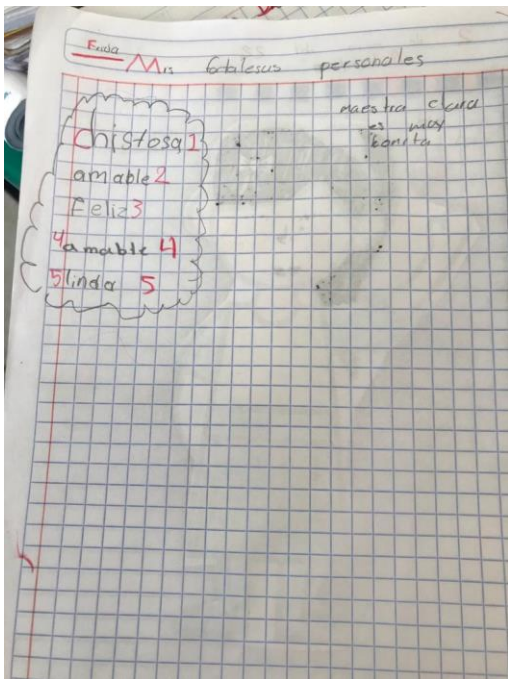 Mis fotalesas personales
chistosa 1
amable 2
Feliz 3
4 amable 4
5 linda 5
maestra clara
es muy
bonita